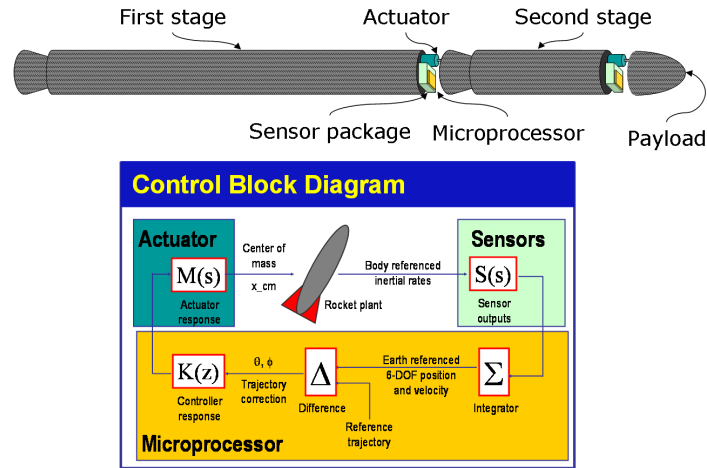 First stage
Actuator
Second stage
Sensor package
Microprocessor
Payload
Control Block Diagram
Actuator
M(s)
Actuator
response
Center of
mass
x_cm
Rocket plant
Body referenced
inertial rates
Sensors
S(s)
Sensor
outputs
K(z)
Controller
response
θ, ϕ
Trajectory
correction
Δ
Difference
Earth referenced
6-DOF position
and velocity
Σ
Integrator
Reference
trajectory
Microprocessor